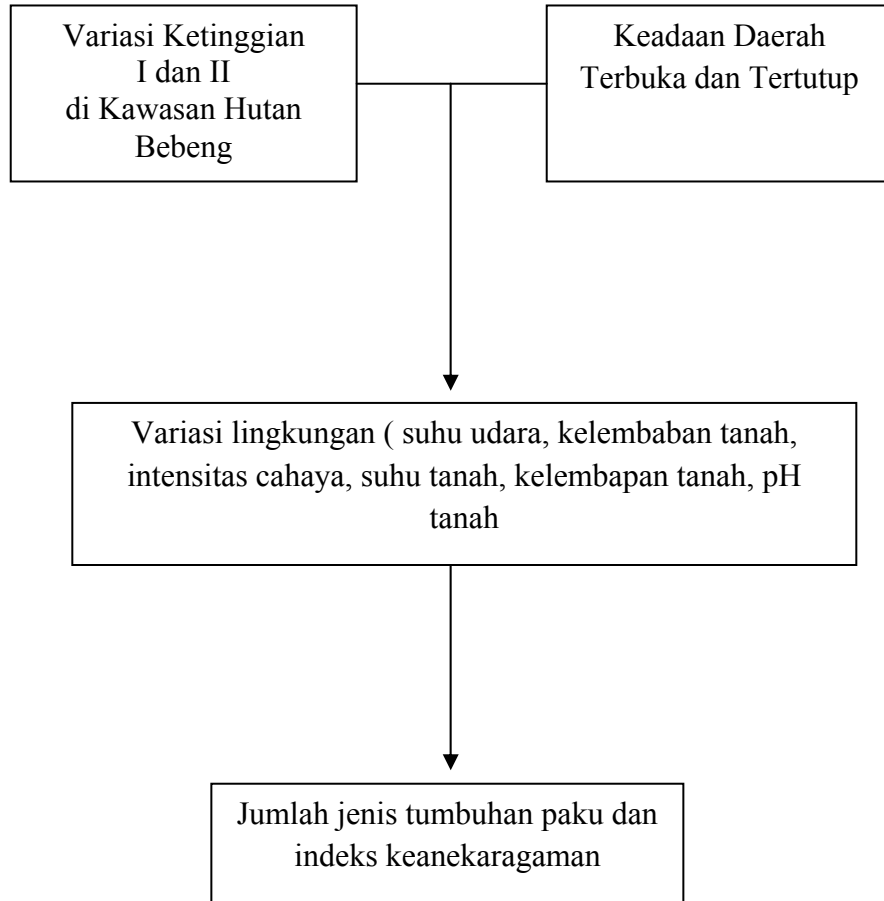 Variasi Ketinggian
I dan II
di Kawasan Hutan
Bebeng
Keadaan Daerah
Terbuka dan Tertutup
Variasi lingkungan ( suhu udara, kelembaban tanah,
intensitas cahaya, suhu tanah, kelembapan tanah, pH
tanah
Jumlah jenis tumbuhan paku dan
indeks keanekaragaman